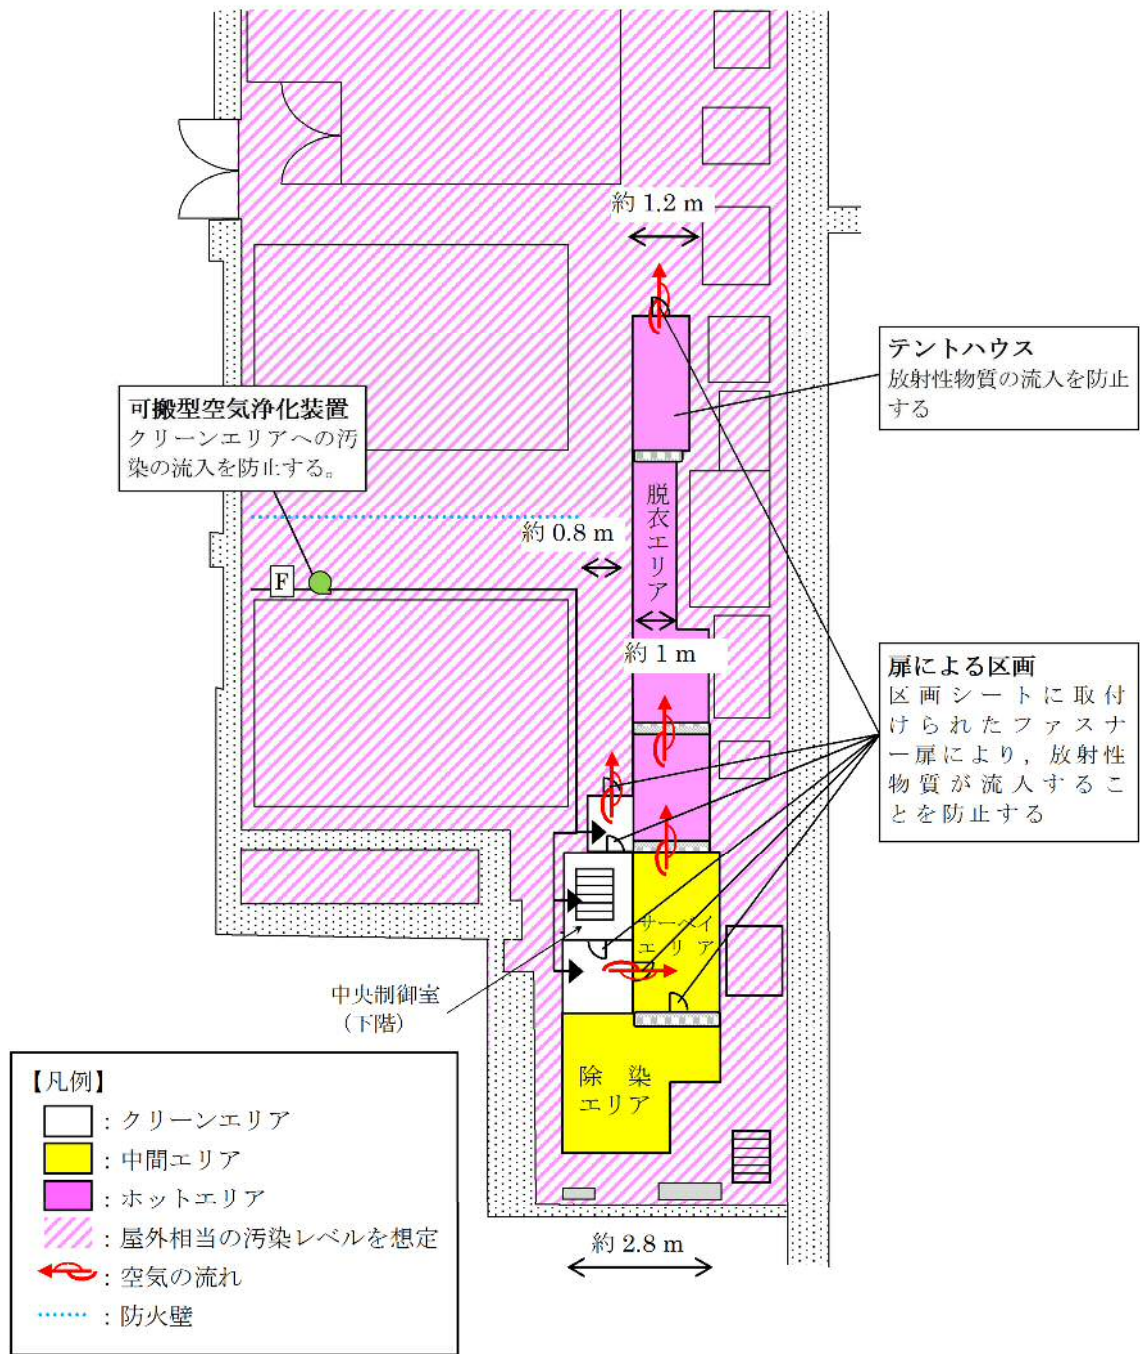 約 1.2 m
テントハウス
放射性物質の流入を防止
する
可搬型空気浄化装置
クリーンエリアへの汚
染の流入を防止する。
脱衣エリア
約 0.8 m
F
約 1 m
扉による区画
区画シートに取付
けられたファスナ
ー扉により，放射性
物質が流入するこ
とを防止する
サーベイ
エリア
中央制御室
（下階）
除染
エリア
約 2.8 m
【凡例】
：クリーンエリア
：中間エリア
：ホットエリア
：屋外相当の汚染レベルを想定
：空気の流れ
：防火壁